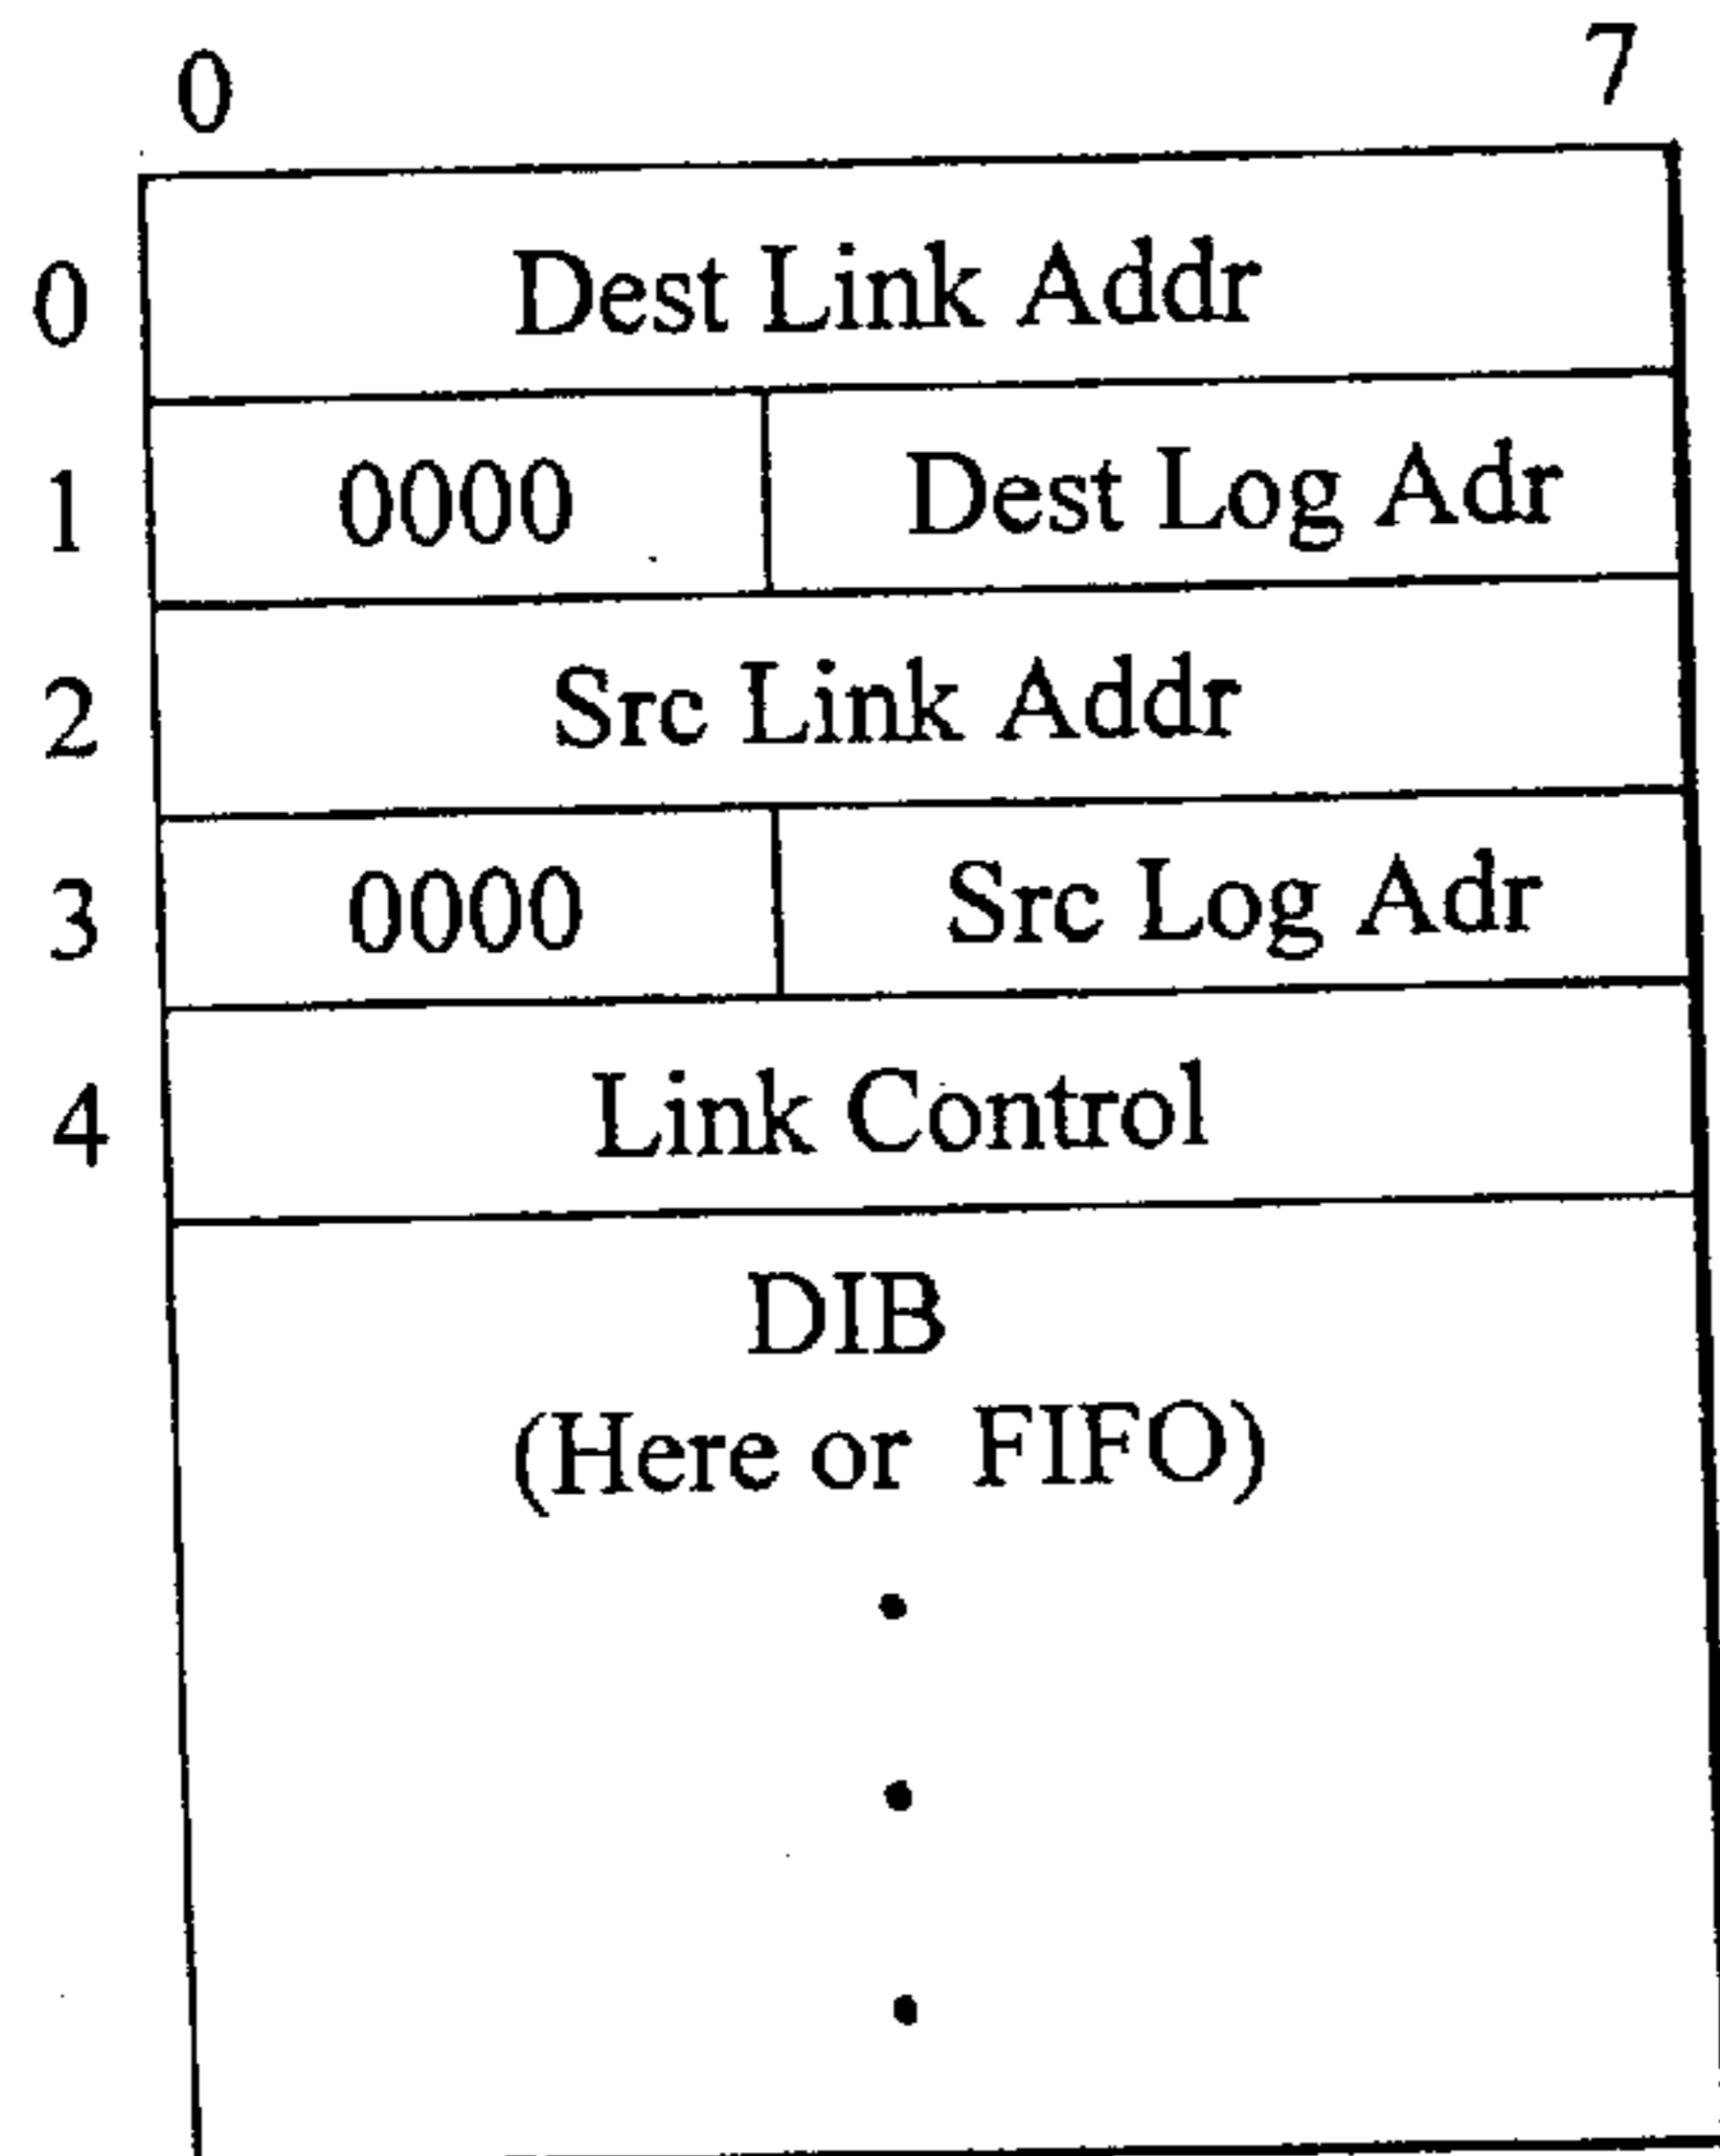 0 7
0 Dest Link Addr
1 0000 Dest Log Adr
2 Src Link Addr
3 0000 Src Log Adr
4 Link Control
DIB
(Here or FIFO)